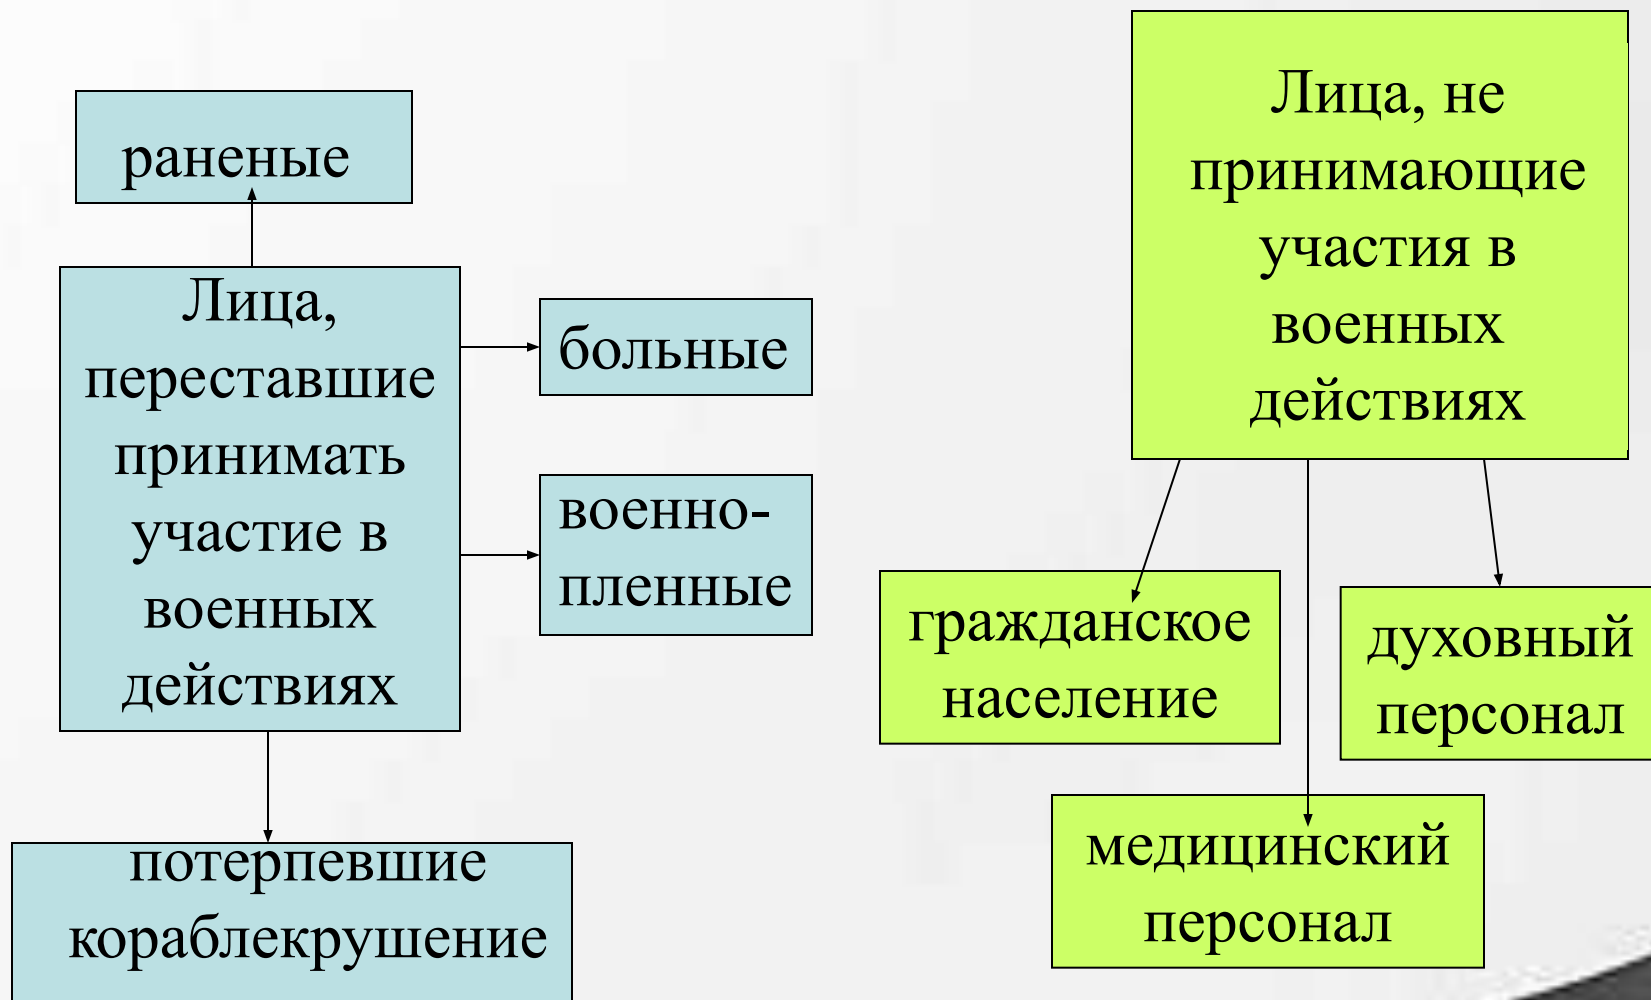 раненые
Лица,
переставшие
принимать
участие в
военных
действиях
больные
военно-
пленные
потерпевшие
кораблекрушение
Лица, не
принимающие
участия в
военных
действиях
гражданское
население
духовный
персонал
медицинский
персонал